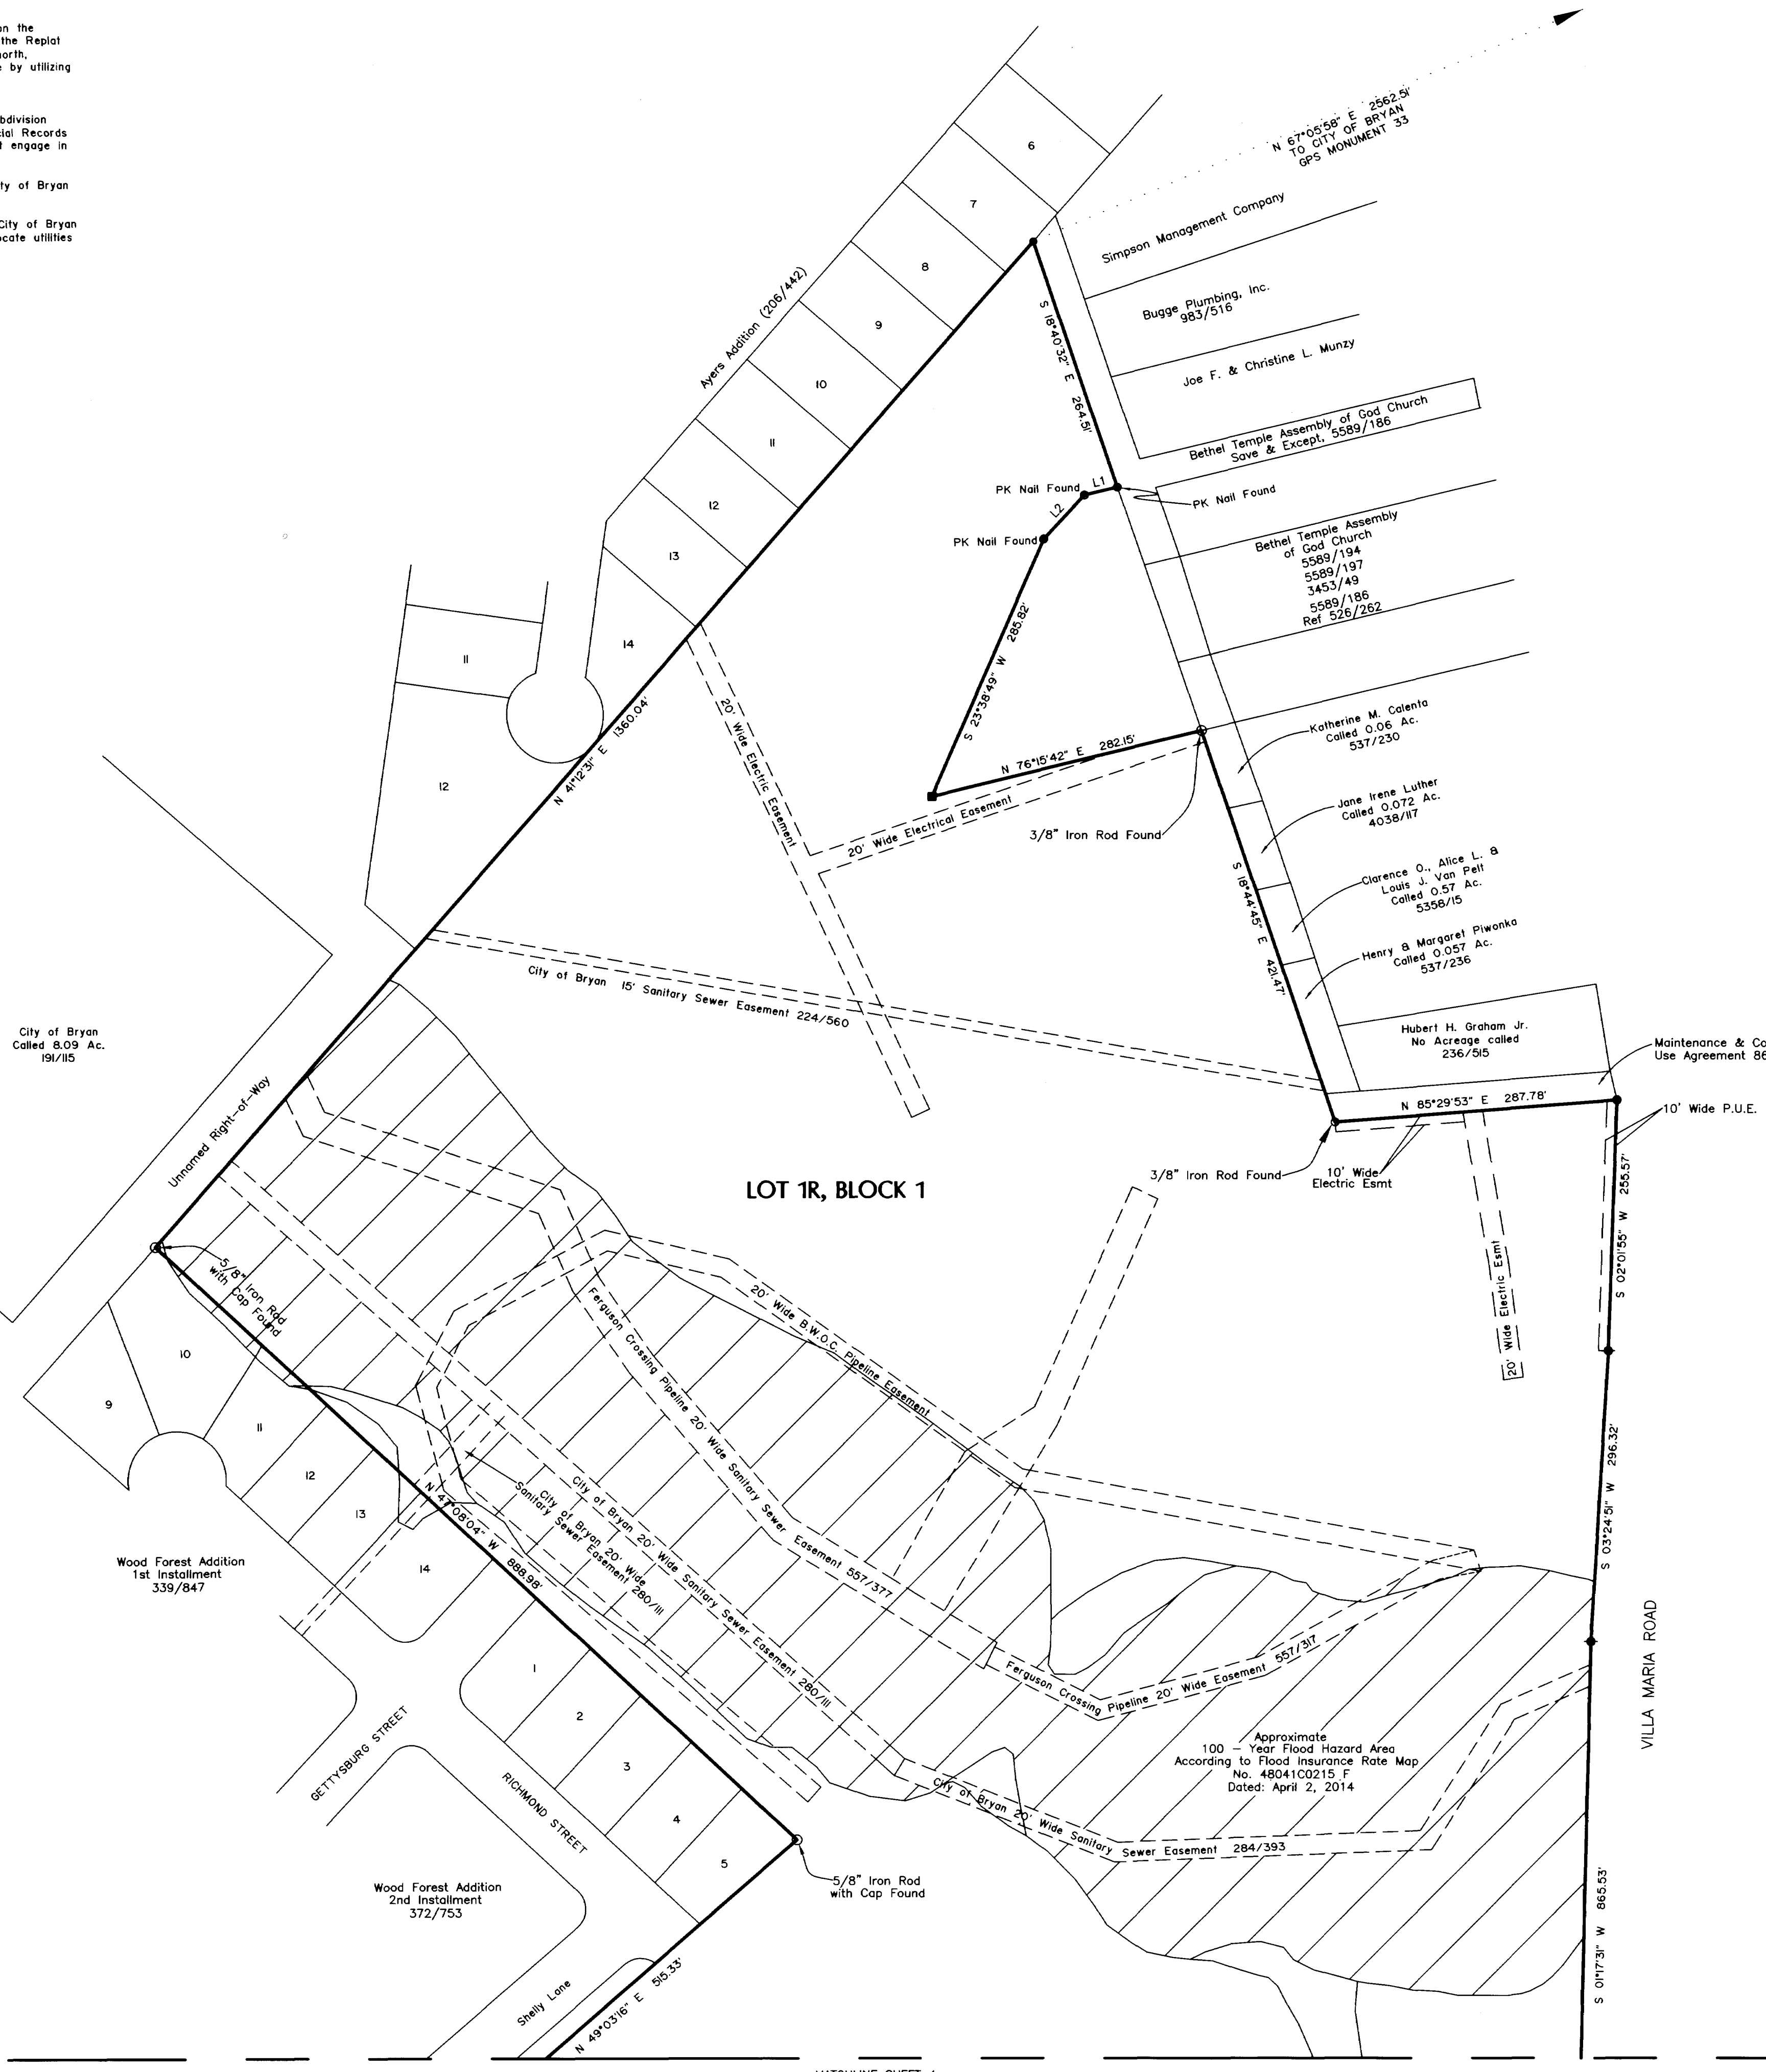 on the
the Replat
north,
e by utilizing
bdivision
cial Records
t engage in
ty of Bryan
City of Bryan
ocate utilities
N 67°05'58" E 2562.51'
TO CITY OF BRYAN
GPS MONUMENT 33
6
7
8
9
10
11
12
13
14
Ayers Addition (206/442)
Simpson Management Company
Bugge Plumbing, Inc.
983/516
Joe F. & Christine L. Munzy
Bethel Temple Assembly of God Church
Save & Except, 5589/186
S 18°40'32" E 264.51'
PK Nail Found
L1
PK Nail Found
L2
PK Nail Found
Bethel Temple Assembly
of God Church
5589/194
5589/197
3453/49
5589/186
Ref 526/262
S 23°38'49" W 285.82'
N 76°15'42" E 282.15'
20' Wide Electrical Easement
20' Wide Electric Easement
3/8" Iron Rod Found
11
12
N 41°12'31" E 1360.04'
Katherine M. Calenta
Called 0.06 Ac.
537/230
Jane Irene Luther
Called 0.072 Ac.
4038/117
Clarence O., Alice L. &
Louis J. Van Pelt
Called 0.57 Ac.
5358/15
Henry & Margaret Piwonka
Called 0.057 Ac.
537/236
S 18°44'45" E 421.47'
Hubert H. Graham Jr.
No Acreage called
236/515
Maintenance & Co
Use Agreement 86
City of Bryan 15' Sanitary Sewer Easement 224/560
City of Bryan
Called 8.09 Ac.
191/115
Unnamed Right-of-Way
N 85°29'53" E 287.78'
10' Wide P.U.E.
3/8" Iron Rod Found
10' Wide
Electric Esmt
LOT 1R, BLOCK 1
S 02°01'55" W 255.57'
20' Wide Electric Esmt
5/8" Iron Rod
with Cap Found
20' Wide B.W.O.C. Pipeline Easement
Ferguson Crossing Pipeline 20' Wide Sanitary Sewer Easement 557/377
9
10
11
12
13
14
City of Bryan 20' Wide Sanitary Sewer Easement 280/111
City of Bryan 20' Wide
Sanitary Sewer Easement 280/111
N 47°08'04" W 888.98'
S 03°24'51" W 296.32'
Wood Forest Addition
1st Installment
339/847
Ferguson Crossing Pipeline 20' Wide Easement 557/317
VILLA MARIA ROAD
1
2
3
4
5
GETTYSBURG STREET
RICHMOND STREET
Approximate
100 - Year Flood Hazard Area
According to Flood Insurance Rate Map
No. 48041C0215 F
Dated: April 2, 2014
City of Bryan 20' Wide Sanitary Sewer Easement 284/393
5/8" Iron Rod
with Cap Found
Wood Forest Addition
2nd Installment
372/753
S 01°17'31" W 865.53'
Shelly Lane
N 49°03'16" E 515.33'